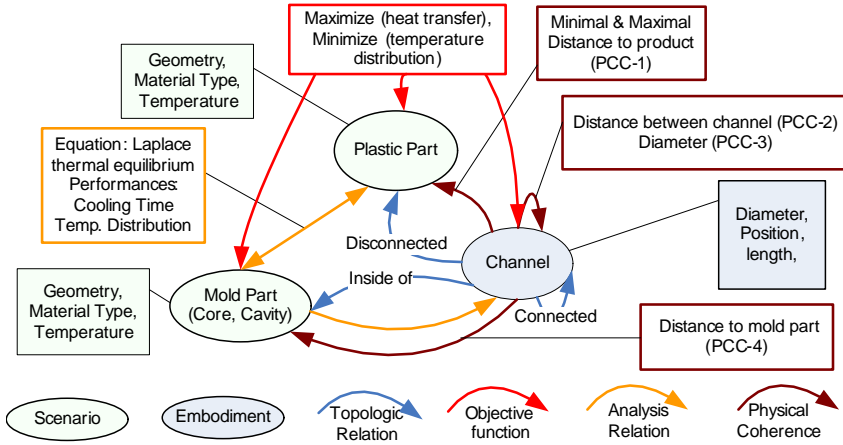 Maximize (heat transfer),
Minimize (temperature
distribution)
Minimal & Maximal
Distance to product
(PCC-1)
Geometry,
Material Type,
Temperature
Distance between channel (PCC-2)
Diameter (PCC-3)
Equation: Laplace
thermal equilibrium
Performances:
Cooling Time
Temp. Distribution
Plastic Part
Disconnected
Channel
Diameter,
Position,
length,
Inside of
Geometry,
Material Type,
Temperature
Mold Part
(Core, Cavity)
Connected
Distance to mold part
(PCC-4)
Scenario
Embodiment
Topologic
Relation
Objective
function
Analysis
Relation
Physical
Coherence